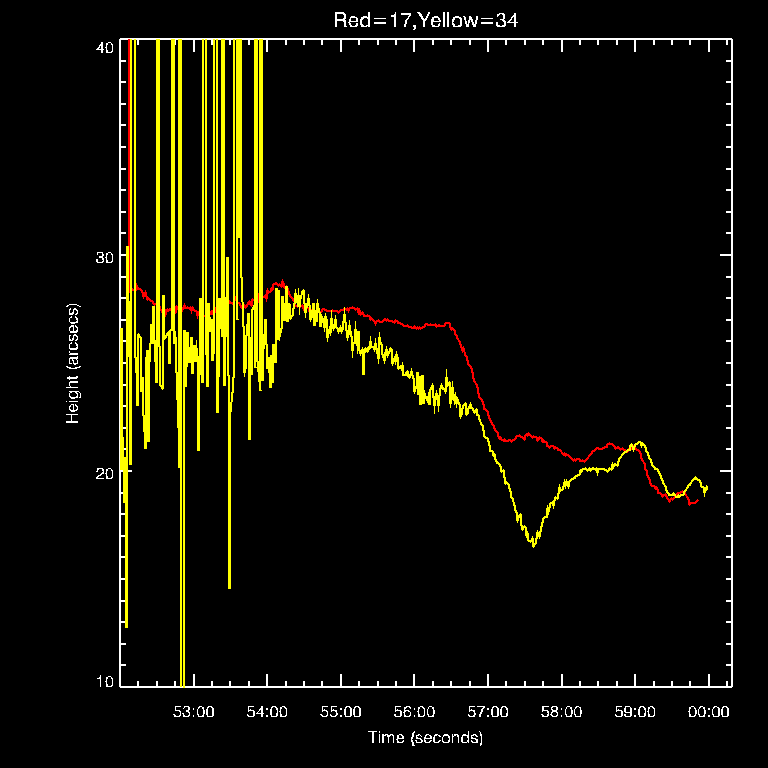 Red=17,Yellow=34
40
30
20
10
Height (arcsecs)
53:00 54:00 55:00 56:00 57:00 58:00 59:00 00:00
Time (seconds)